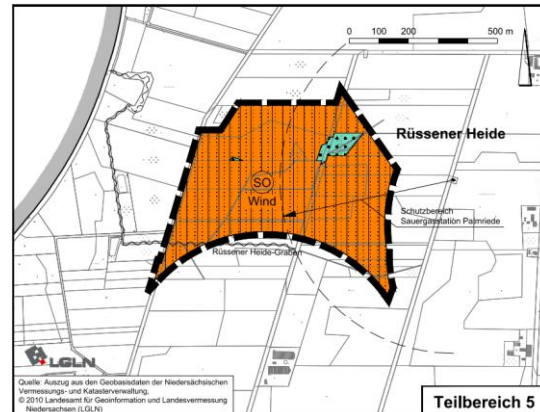 0 100 200 500 m
Rüssener Heide
SO
Wind
Schutzbereich
Sauergasstation Palmriede
Rüssener Heide-Graben
LGLN
Quelle: Auszug aus den Geobasisdaten der Niedersächsischen
Vermessungs- und Katasterverwaltung,
© 2010 Landesamt für Geoinformation und Landesvermessung
Niedersachsen (LGLN)
Teilbereich 5